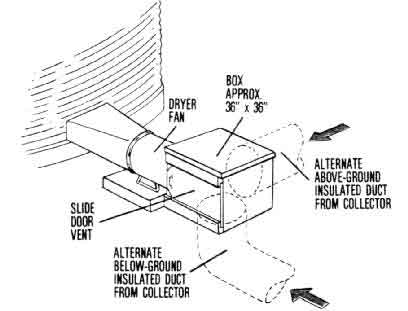 DRYER
FAN
BOX
APPROX.
36" x 36"
SLIDE
DOOR
VENT
ALTERNATE
ABOVE-GROUND
INSULATED DUCT
FROM COLLECTOR
ALTERNATE
BELOW-GROUND
INSULATED DUCT
FROM COLLECTOR